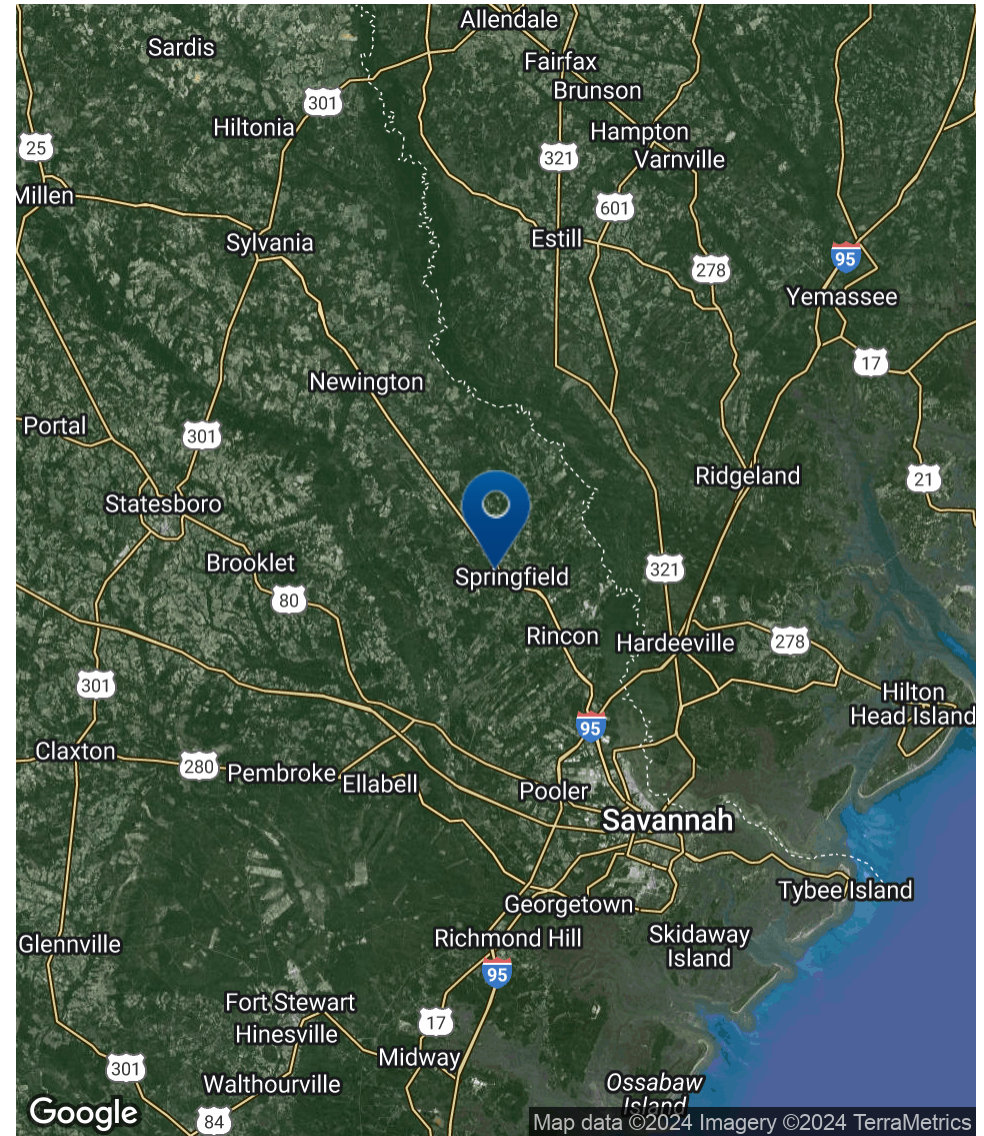 Allendale
Sardis
Fairfax
Brunson
301
Hiltonia
Hampton
25
321
Varnville
Millen
601
Sylvania
Estill
278
95
Yemassee
17
Newington
Portal
301
Ridgeland
21
Statesboro
Brooklet
321
Springfield
80
Rincon
Hardeeville
278
301
Hilton
Head Island
95
Claxton
280
Pembroke
Ellabell
Pooler
Savannah
Tybee Island
Georgetown
Richmond Hill
Skidaway
Island
Glennville
95
Fort Stewart
17
Hinesville
Midway
301
Walthourville
Ossabaw
Island
Google
84
Map data ©2024 Imagery ©2024 TerraMetrics